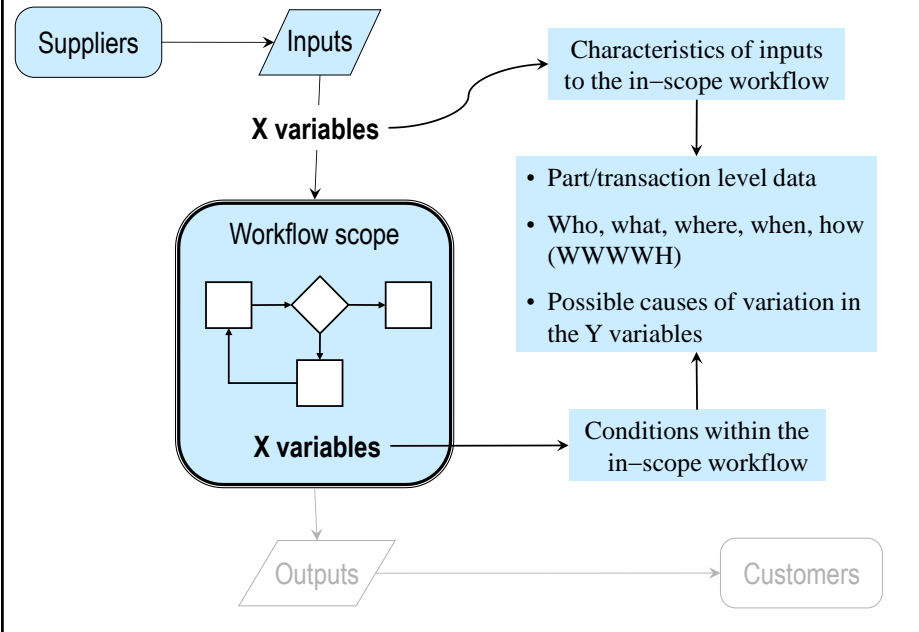 Suppliers
Inputs
Characteristics of inputs
to the in−scope workflow
X variables
• Part/transaction level data
• Who, what, where, when, how
(WWWWH)
• Possible causes of variation in
the Y variables
Workflow scope
X variables
Conditions within the
in−scope workflow
Outputs
Customers